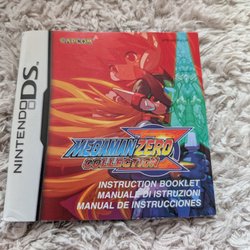 CAPCOM
NINTENDO DS
MEGAMAN ZERO
COLLECTION
INSTRUCTION BOOKLET
MANUALE DI ISTRUZIONI
MANUAL DE INSTRUCCIONES